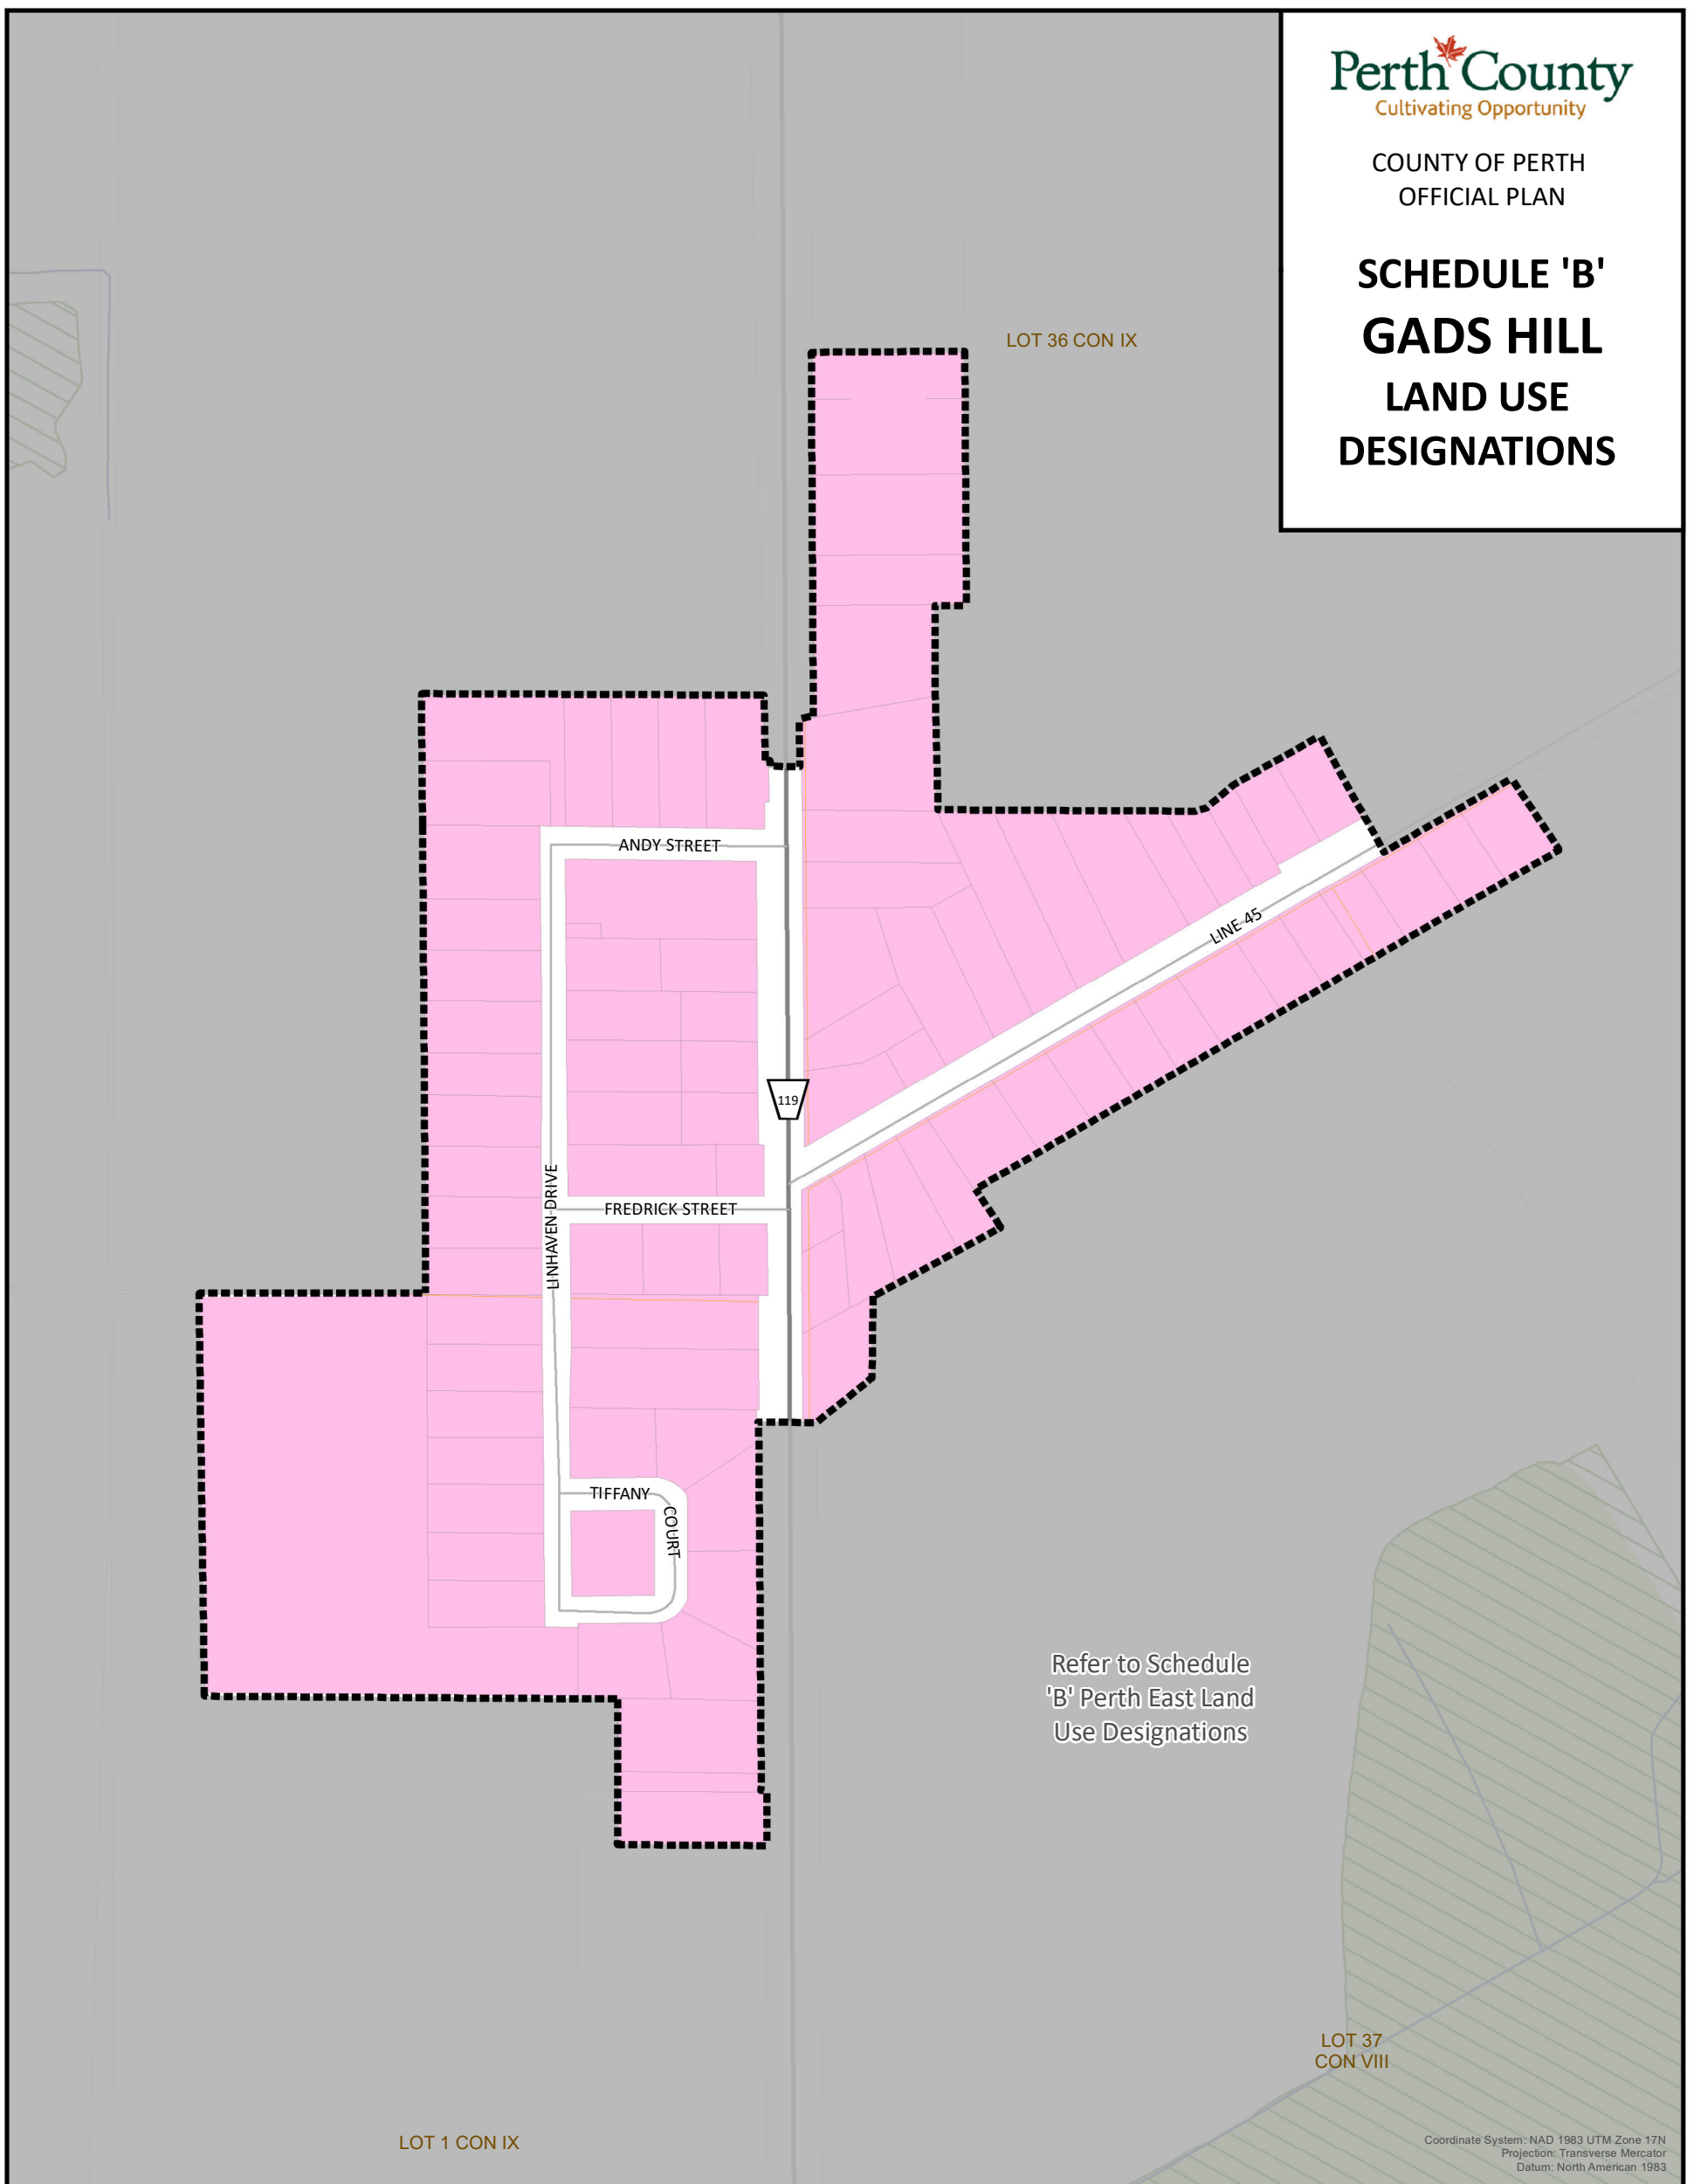 Perth County
Cultivating Opportunity
COUNTY OF PERTH
OFFICIAL PLAN
SCHEDULE 'B'
GADS HILL
LAND USE
DESIGNATIONS
LOT 36 CON IX
ANDY STREET
LINE 45
119
LINHAVEN DRIVE
FREDRICK STREET
TIFFANY
COURT
Refer to Schedule
'B' Perth East Land
Use Designations
LOT 37
CON VIII
LOT 1 CON IX
Coordinate System: NAD 1983 UTM Zone 17N
Projection: Transverse Mercator
Datum: North American 1983